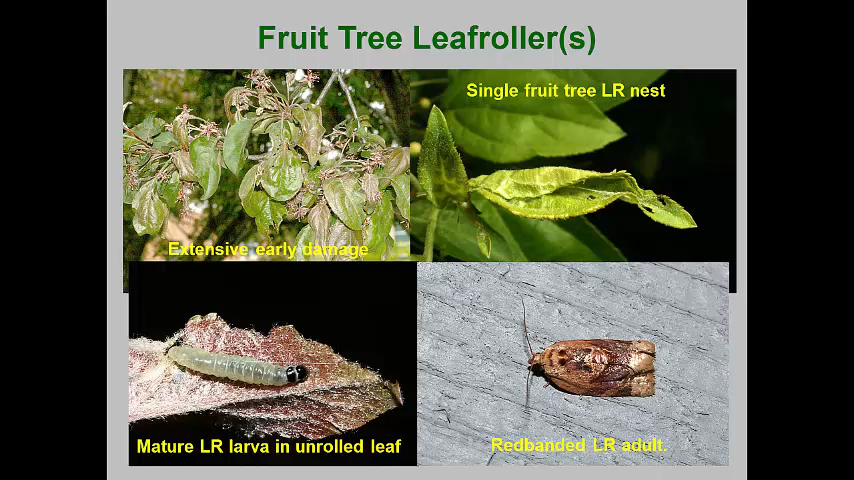 Fruit Tree Leafroller(s)
Single fruit tree LR nest
Extensive early damage
Mature LR larva in unrolled leaf
Redbanded LR adult.